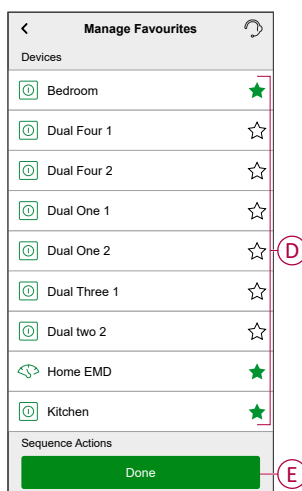 Manage Favourites
Devices
Bedroom
Dual Four 1
Dual Four 2
Dual One 1
Dual One 2
D
Dual Three 1
Dual two 2
Home EMD
Kitchen
Sequence Actions
Done
E